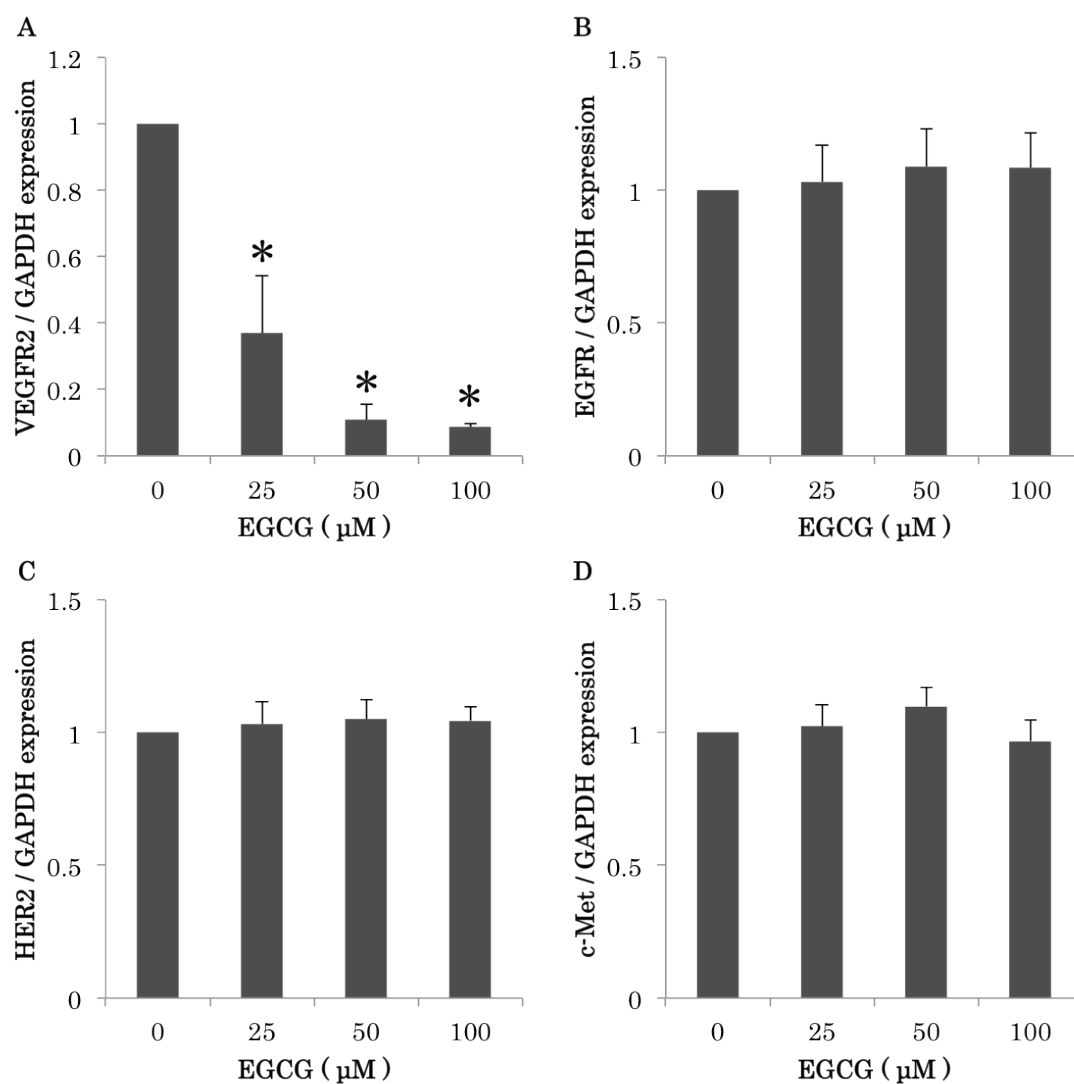 A
VEGFR2 / GAPDH expression
1.2
1
0.8
0.6
0.4
0.2
0
*
*
*
0 25 50 100
EGCG ( µM )
B
EGFR / GAPDH expression
1.5
1
0.5
0
0 25 50 100
EGCG ( µM )
C
HER2 / GAPDH expression
1.5
1
0.5
0
0 25 50 100
EGCG ( µM )
D
c-Met / GAPDH expression
1.5
1
0.5
0
0 25 50 100
EGCG ( µM )